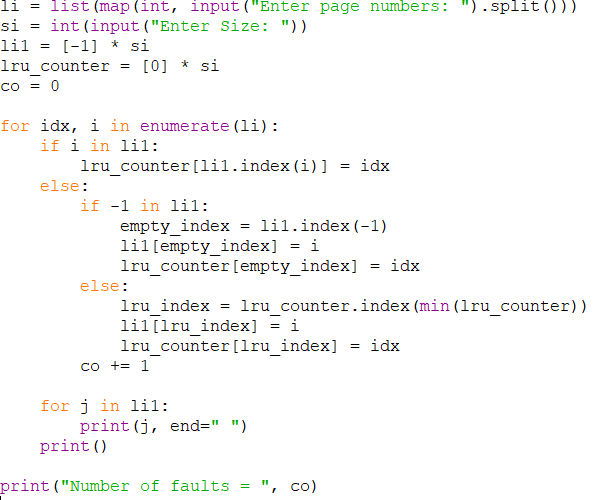 li = list(map(int, input("Enter page numbers: ").split()))
si = int(input("Enter Size: "))
li1 = [-1] * si
lru_counter = [0] * si
co = 0

for idx, i in enumerate(li):
    if i in li1:
        lru_counter[li1.index(i)] = idx
    else:
        if -1 in li1:
            empty_index = li1.index(-1)
            li1[empty_index] = i
            lru_counter[empty_index] = idx
        else:
            lru_index = lru_counter.index(min(lru_counter))
            li1[lru_index] = i
            lru_counter[lru_index] = idx
        co += 1

    for j in li1:
        print(j, end=" ")
    print()

print("Number of faults = ", co)